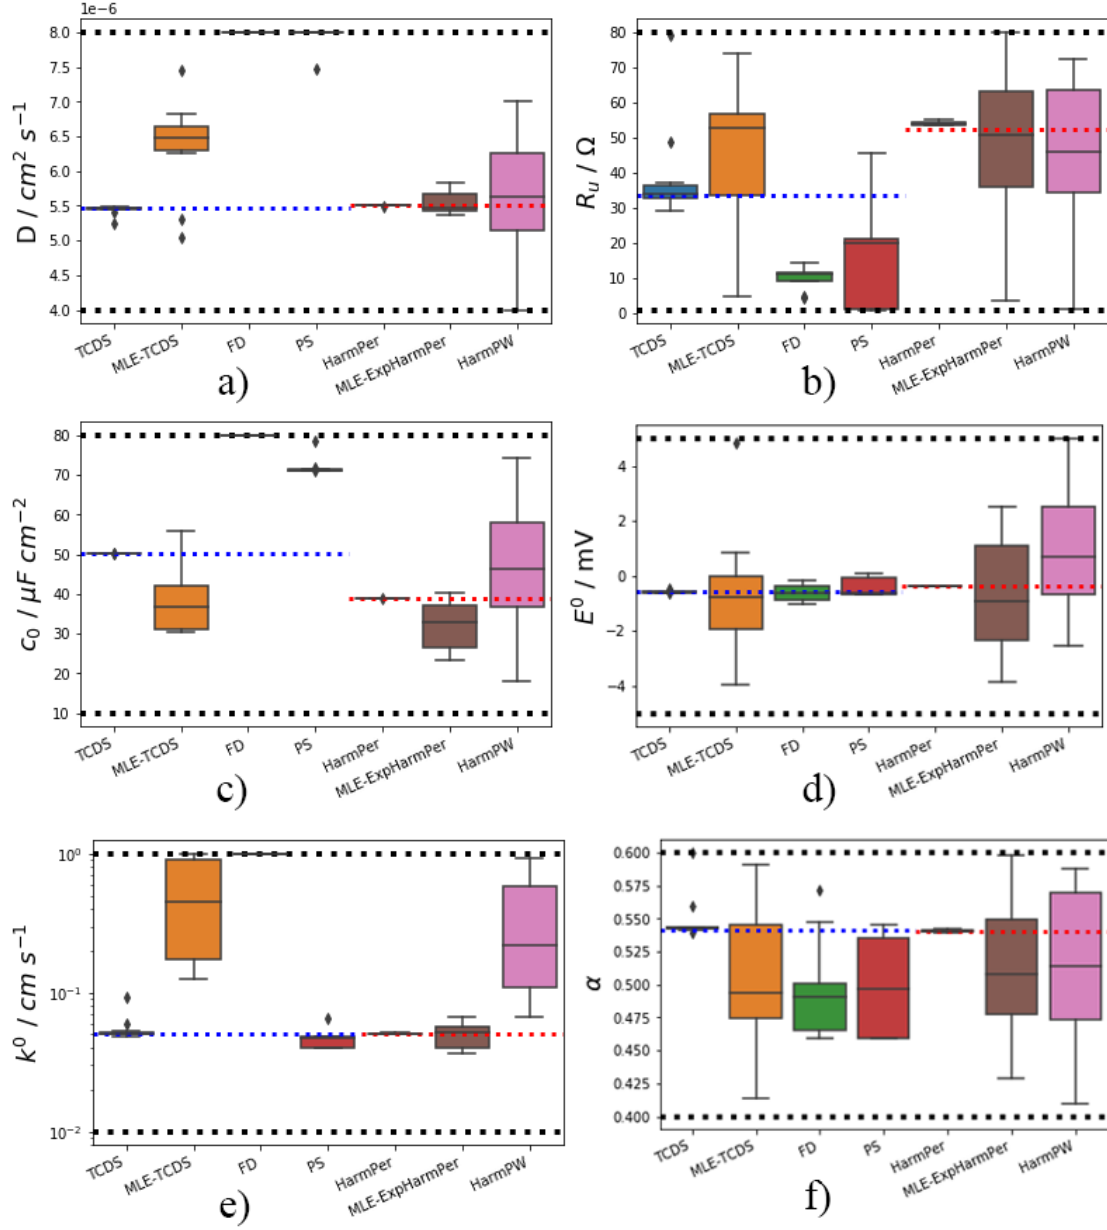 1e−6
D / cm² s⁻¹
8.0
7.5
7.0
6.5
6.0
5.5
5.0
4.5
4.0
TCDS
MLE-TCDS
FD
PS
HarmPer
MLE-ExpHarmPer
HarmPW
a)
Rᵤ / Ω
80
70
60
50
40
30
20
10
0
TCDS
MLE-TCDS
FD
PS
HarmPer
MLE-ExpHarmPer
HarmPW
b)
c₀ / μF cm⁻²
80
70
60
50
40
30
20
10
TCDS
MLE-TCDS
FD
PS
HarmPer
MLE-ExpHarmPer
HarmPW
c)
E⁰ / mV
4
2
0
−2
−4
TCDS
MLE-TCDS
FD
PS
HarmPer
MLE-ExpHarmPer
HarmPW
d)
k⁰ / cm s⁻¹
10⁰
10⁻¹
10⁻²
TCDS
MLE-TCDS
FD
PS
HarmPer
MLE-ExpHarmPer
HarmPW
e)
α
0.600
0.575
0.550
0.525
0.500
0.475
0.450
0.425
0.400
TCDS
MLE-TCDS
FD
PS
HarmPer
MLE-ExpHarmPer
HarmPW
f)